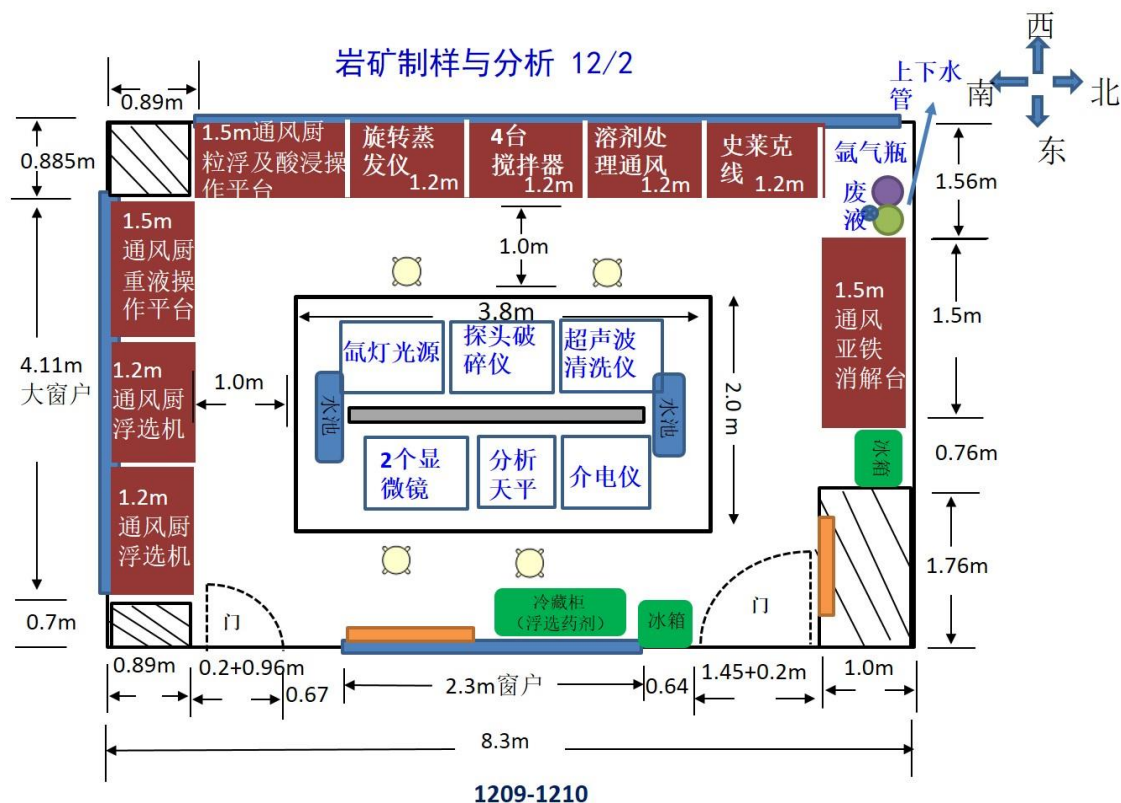 岩矿制样与分析 12/2
西
南
北
东
上下水
管
0.89m
0.885m
1.5m通风厨
粒浮及酸浸操
作平台
旋转蒸
发仪
1.2m
4台
搅拌器
1.2m
溶剂处
理通风
1.2m
史莱克
线
1.2m
氩气瓶
废
液
1.56m
1.5m
通风厨
重液操
作平台
1.0m
3.8m
氙灯光源
探头破
碎仪
超声波
清洗仪
1.5m
通风
亚铁
消解台
1.5m
4.11m
大窗户
1.2m
通风厨
浮选机
1.0m
水池
水池
2.0 m
2个显
微镜
分析
天平
介电仪
冰箱
0.76m
1.2m
通风厨
浮选机
1.76m
0.7m
门
冷藏柜
（浮选药剂）
冰箱
门
0.89m
0.2+0.96m
0.67
2.3m窗户
0.64
1.45+0.2m
1.0m
8.3m
1209-1210